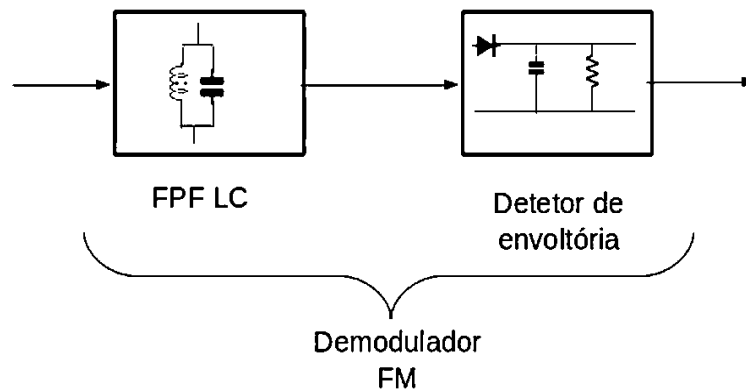 FPF LC
Detetor de
envoltória
Demodulador
FM